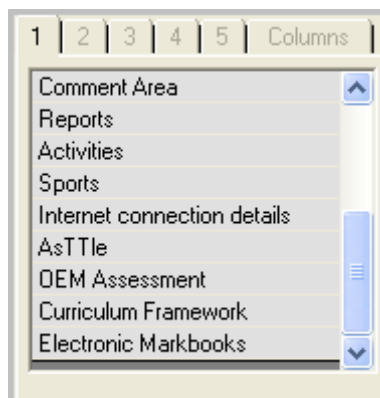 1 2 3 4 5 Columns
Comment Area
Reports
Activities
Sports
Internet connection details
AsTTle
OEM Assessment
Curriculum Framework
Electronic Markbooks